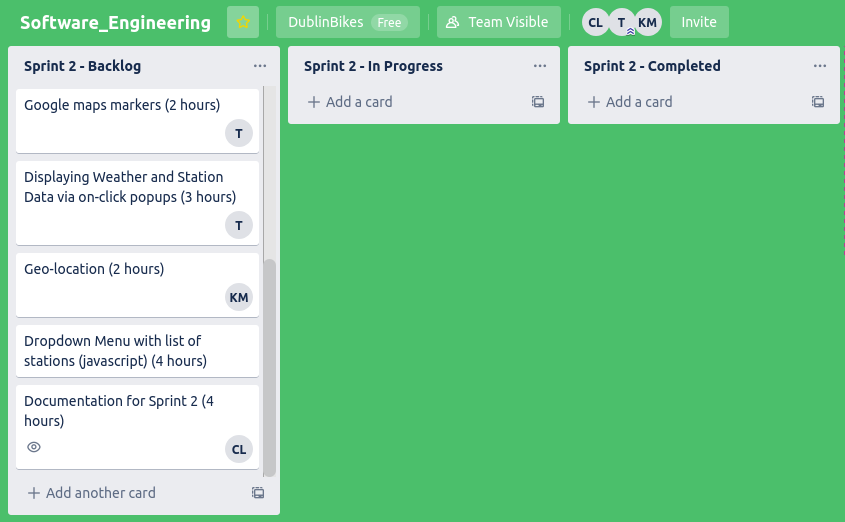 Software_Engineering DublinBikes Free Team Visible CL T KM Invite
Sprint 2 - Backlog
Google maps markers (2 hours)
T
Displaying Weather and Station
Data via on-click popups (3 hours)
T
Geo-location (2 hours)
KM
Dropdown Menu with list of
stations (javascript) (4 hours)
Documentation for Sprint 2 (4
hours)
CL
Add another card
Sprint 2 - In Progress
Add a card
Sprint 2 - Completed
Add a card